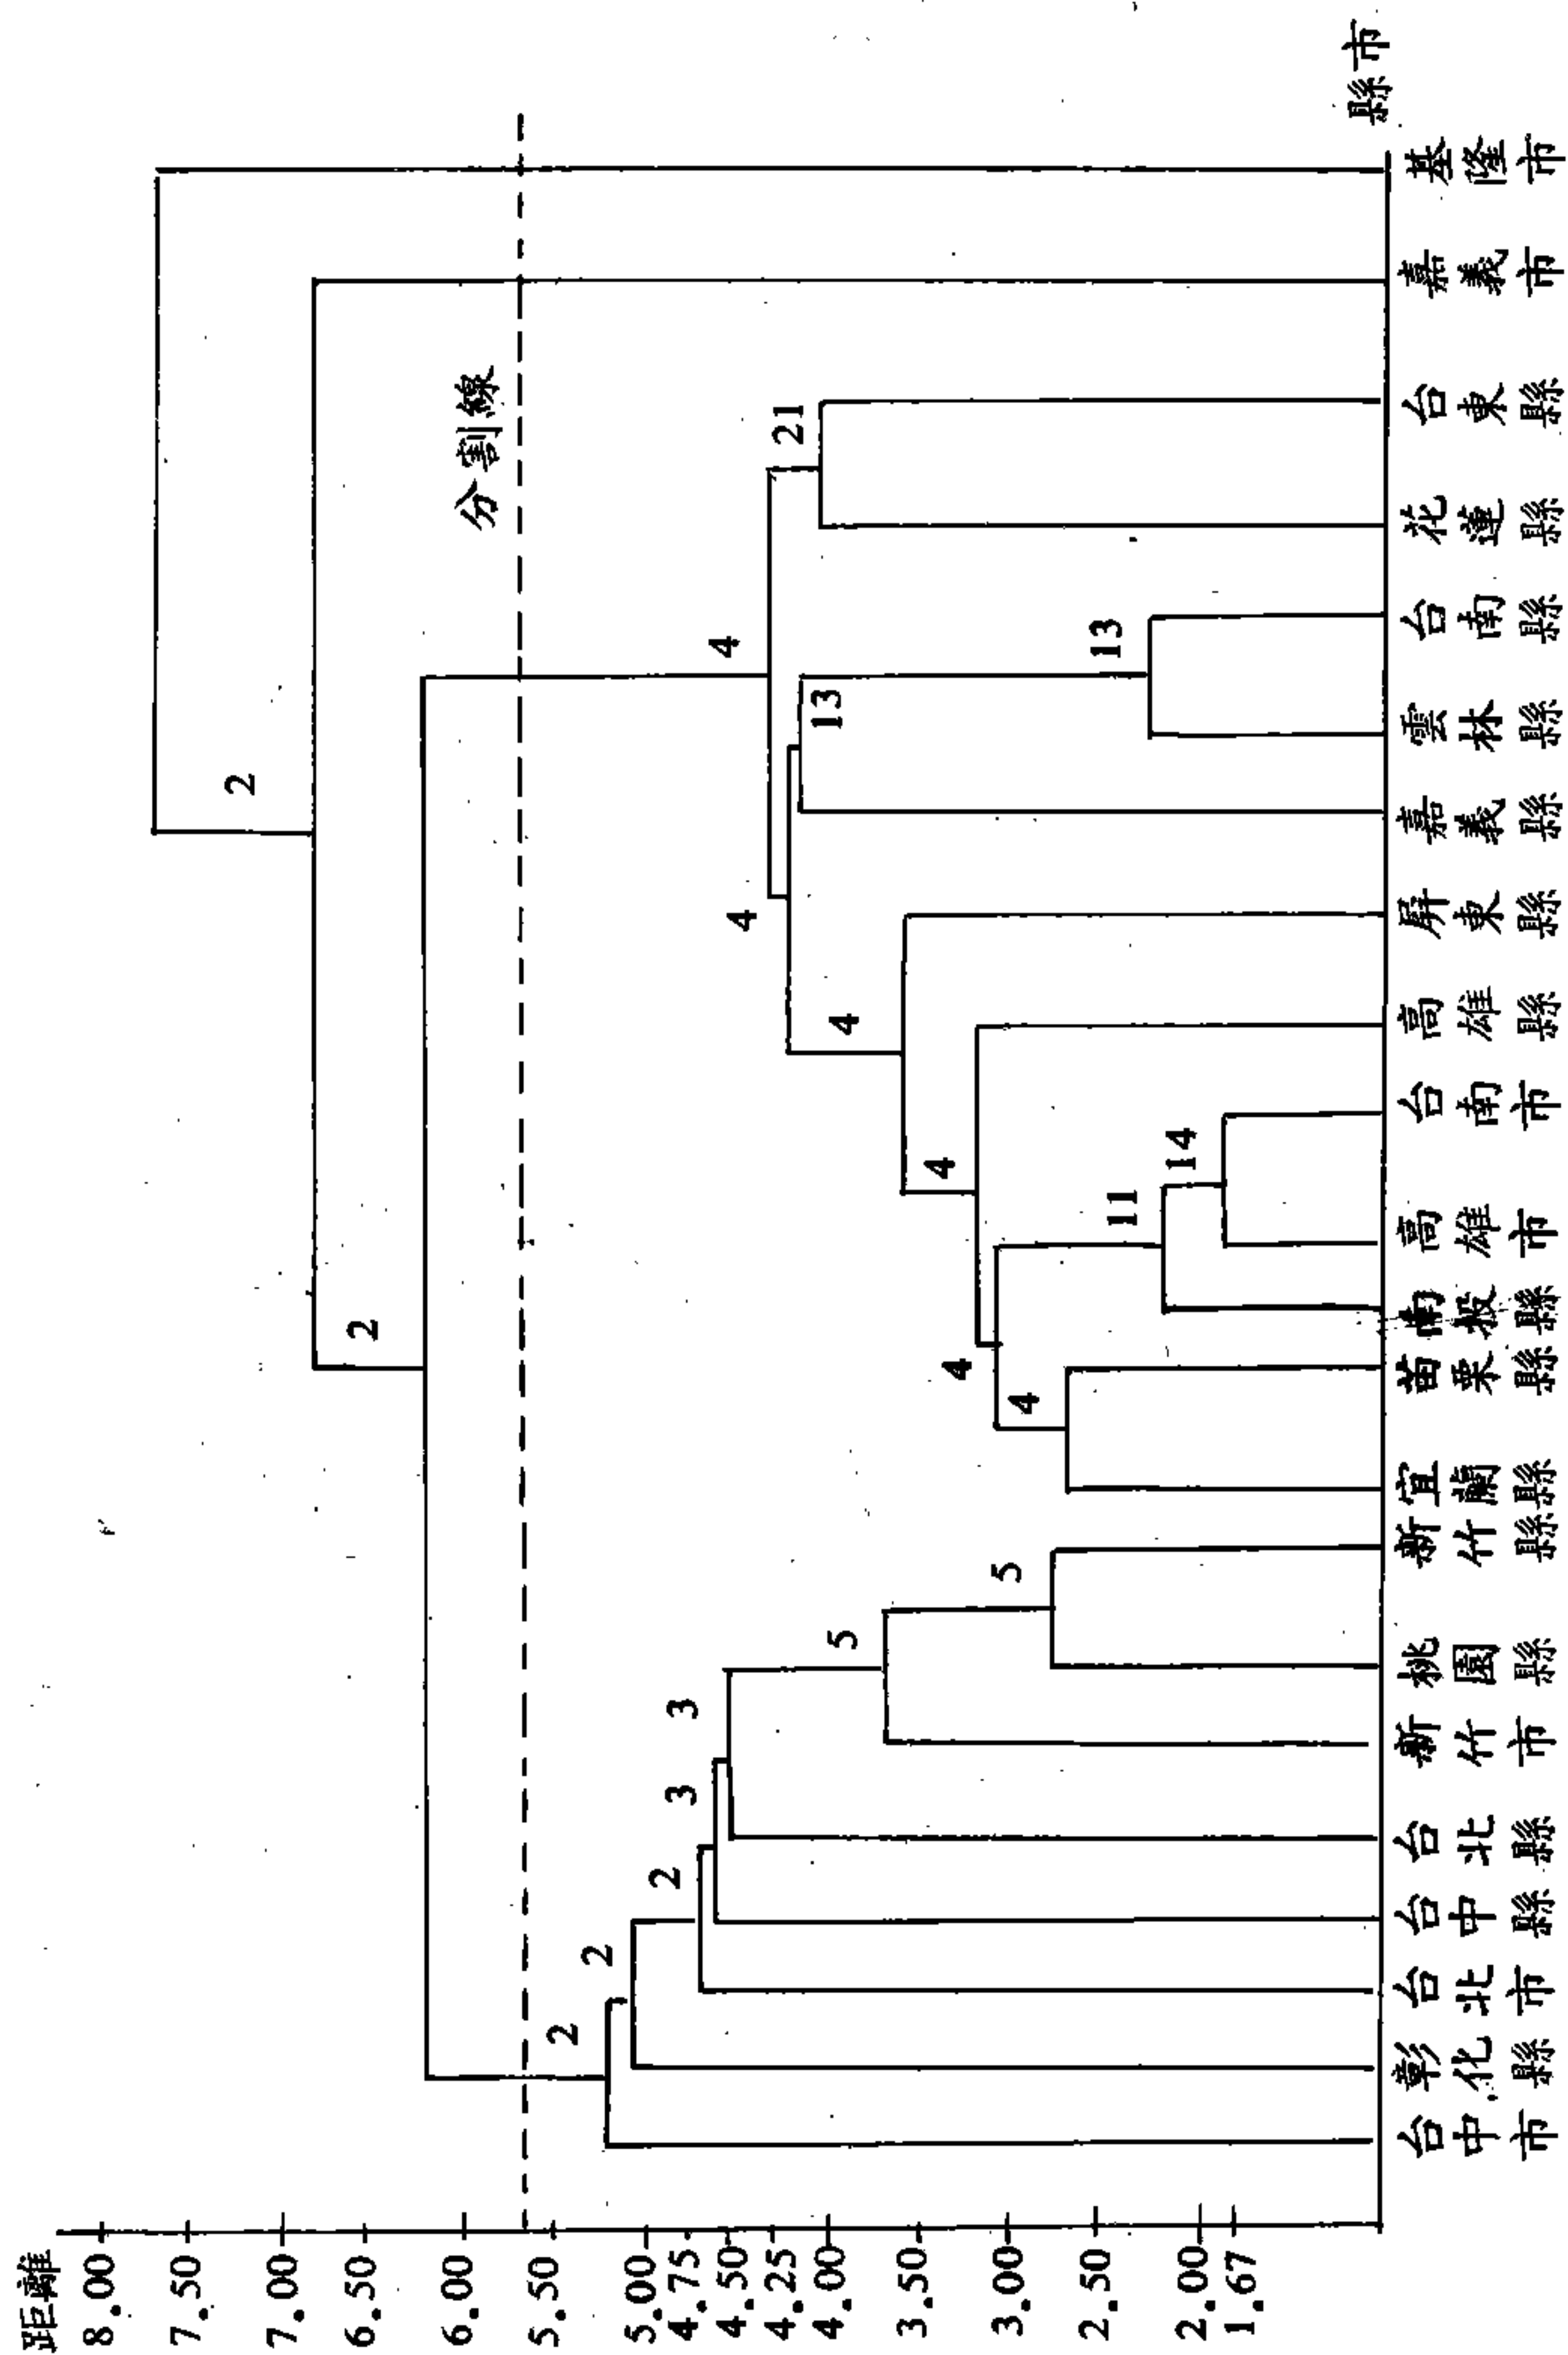 距離
8.00
7.50
7.00
6.50
6.00
5.50
5.00
4.75
4.50
4.25
4.00
3.50
3.00
2.50
2.00
1.67
分割線
2
2
2
2
2
3
3
5
5
4
4
4
4
4
4
11
14
13
13
21
台中市
彰化縣
台北市
台中縣
台北縣
新竹市
桃園縣
新竹縣
宜蘭縣
苗栗縣
南投縣
高雄市
台南市
高雄縣
屏東縣
嘉義縣
雲林縣
台南縣
花蓮縣
台東縣
嘉義市
基隆市
縣市